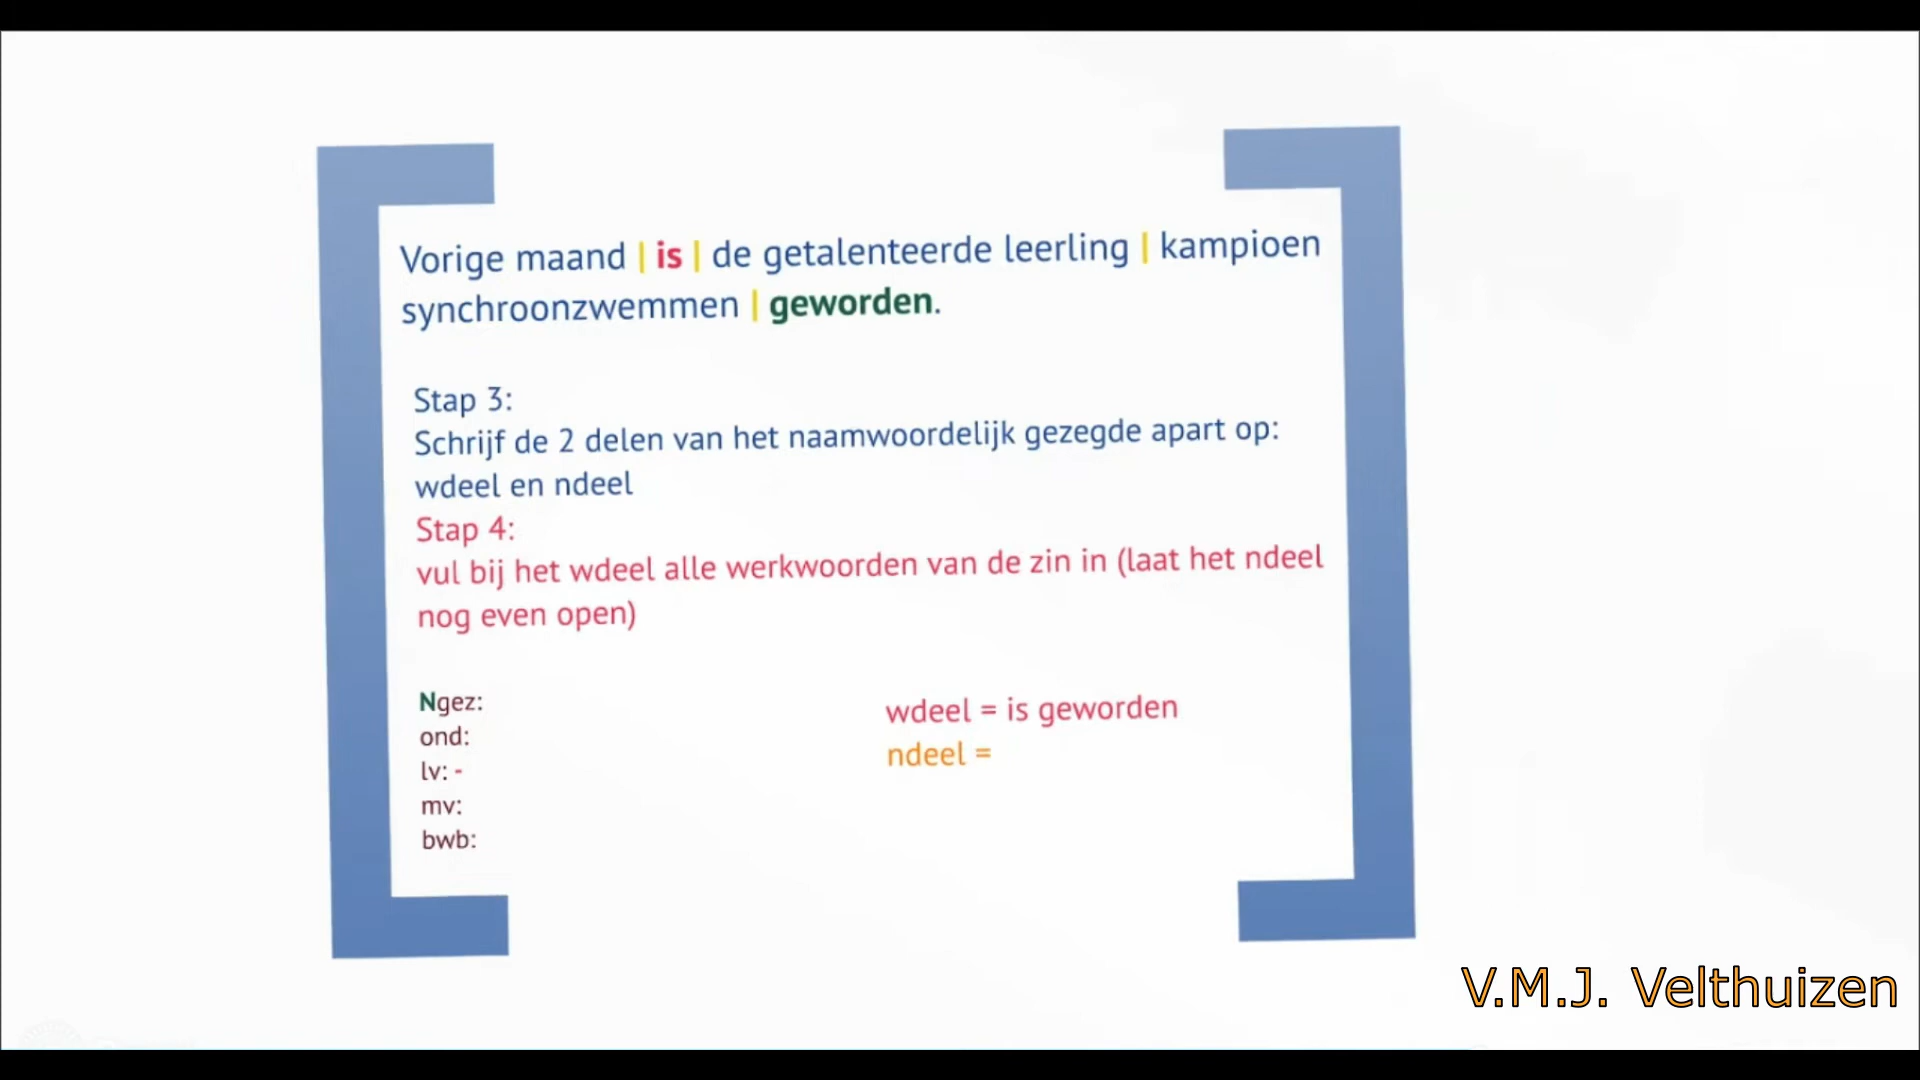 Vorige maand | is | de getalenteerde leerling | kampioen
synchroonzwemmen | geworden.
Stap 3:
Schrijf de 2 delen van het naamwoordelijk gezegde apart op:
wdeel en ndeel
Stap 4:
vul bij het wdeel alle werkwoorden van de zin in (laat het ndeel
nog even open)
Ngez:
ond:
lv: -
mv:
bwb:
wdeel = is geworden
ndeel =
V.M.J. Velthuizen